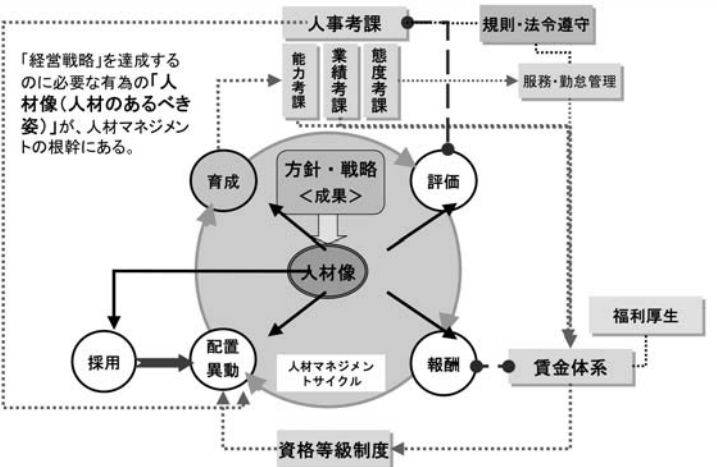 人事考課
規則・法令遵守
「経営戦略」を達成する
のに必要な有為の「人
材像(人材のあるべき
姿)」が、人材マネジメン
トの根幹にある。
能力考課
業績考課
態度考課
服務・勤怠管理
育成
方針・戦略
<成果>
評価
人材像
福利厚生
採用
配置
異動
人材マネジメン
トサイクル
報酬
賃金体系
資格等級制度